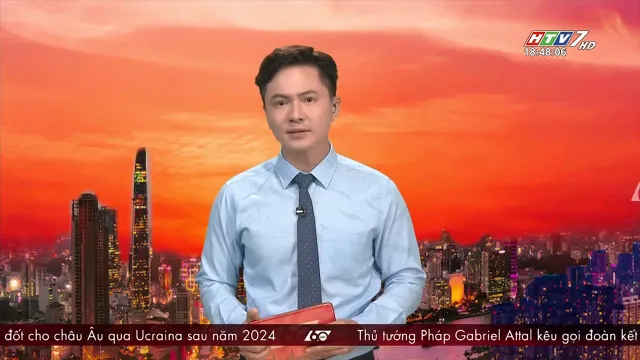 HTV7 HD
18:48:06
đốt cho châu Âu qua Ucraina sau năm 2024 60 Thủ tướng Pháp Gabriel Attal kêu gọi đoàn kết